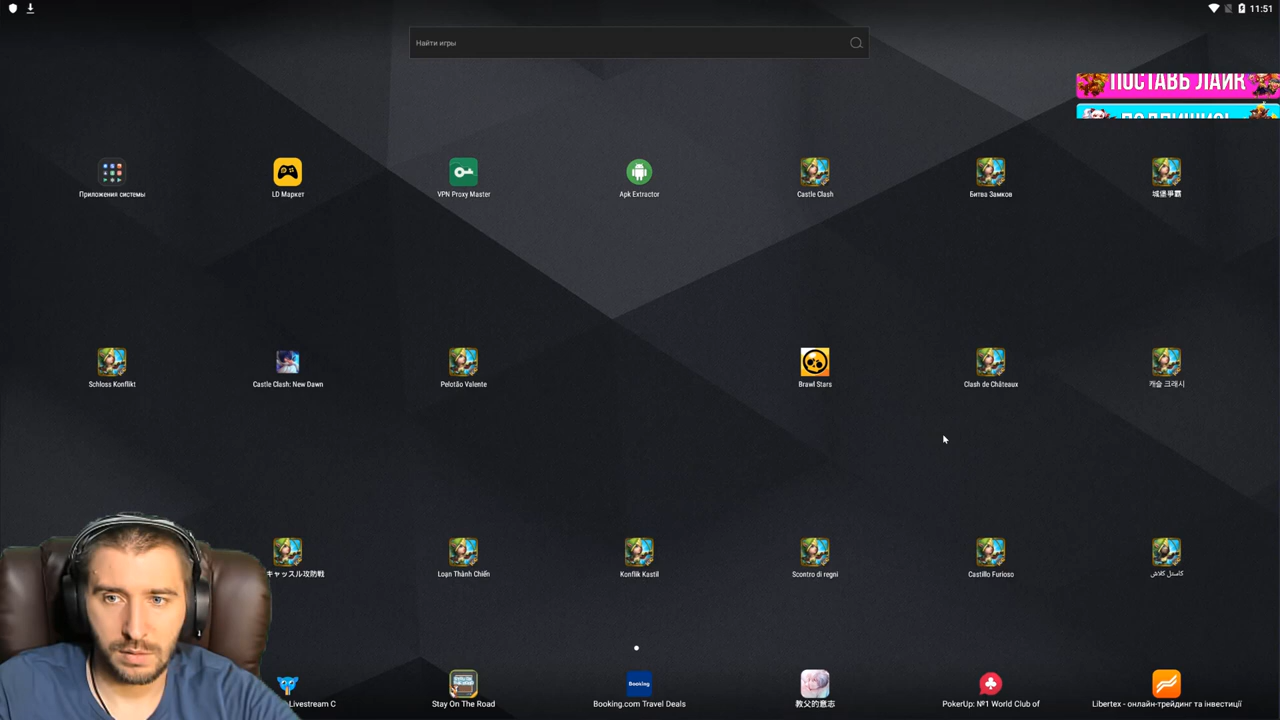 11:51
Найти игры
ПОСТАВЬ ЛАЙК
ПОДПИШИСЬ
Приложения системы
LD Маркет
VPN Proxy Master
Apk Extractor
Castle Clash
Битва Замков
城堡爭霸
Schloss Konflikt
Castle Clash: New Dawn
Pelotão Valente
Brawl Stars
Clash de Châteaux
캐슬 크래시
キャッスル攻防戦
Loạn Thành Chiến
Konflik Kastil
Scontro di regni
Castillo Furioso
كاسل كلاش
Livestream C
Stay On The Road
Booking
Booking.com Travel Deals
教父的意志
PokerUp: №1 World Club of
Libertex - онлайн-трейдинг та інвестиції